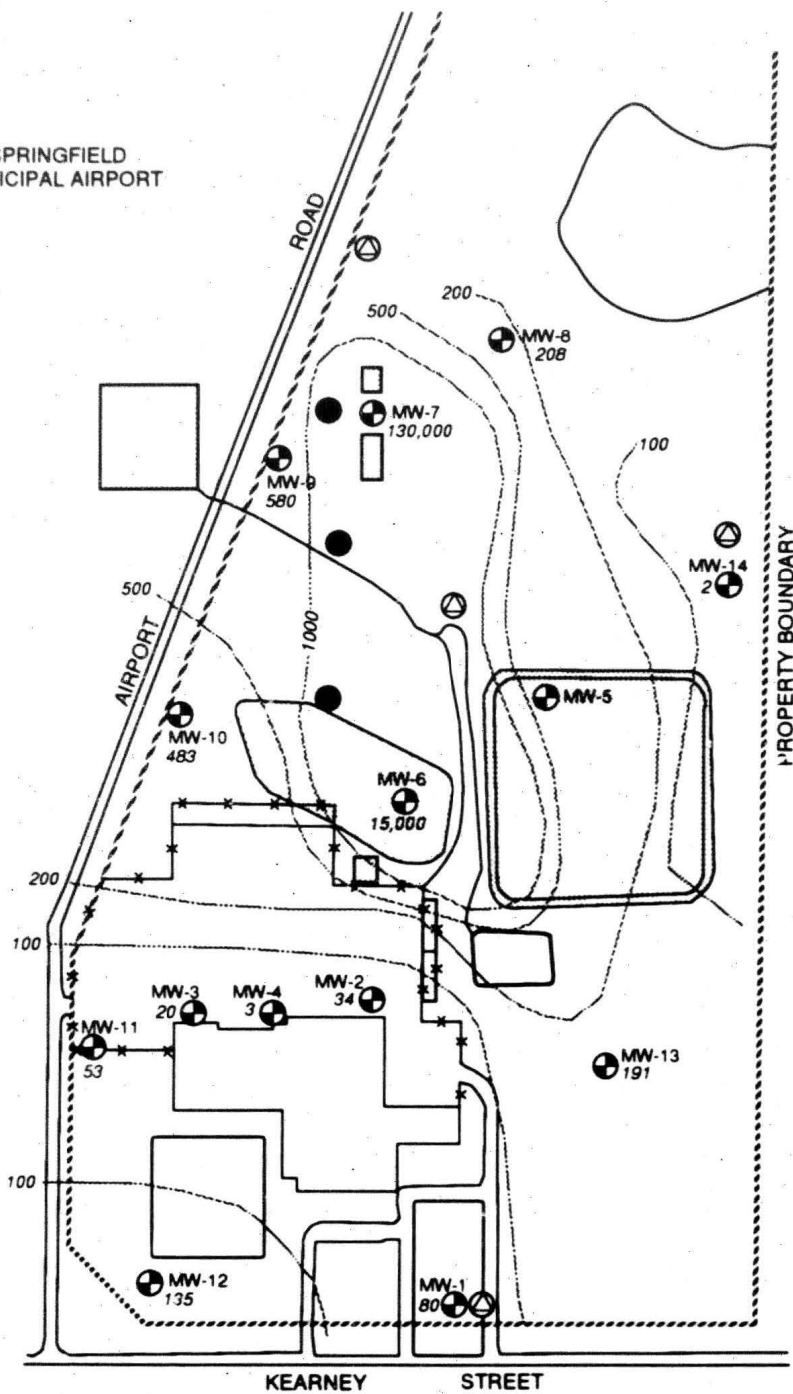 SPRINGFIELD
ICIPAL AIRPORT
ROAD
200
500
MW-8
208
MW-7
130,000
100
MW-9
580
MW-14
2
500
1000
AIRPORT
PROPERTY BOUNDARY
MW-5
MW-10
483
MW-6
15,000
200
100
MW-2
34
MW-3
20
MW-4
3
MW-11
53
MW-13
191
100
MW-12
135
MW-1
80
KEARNEY STREET